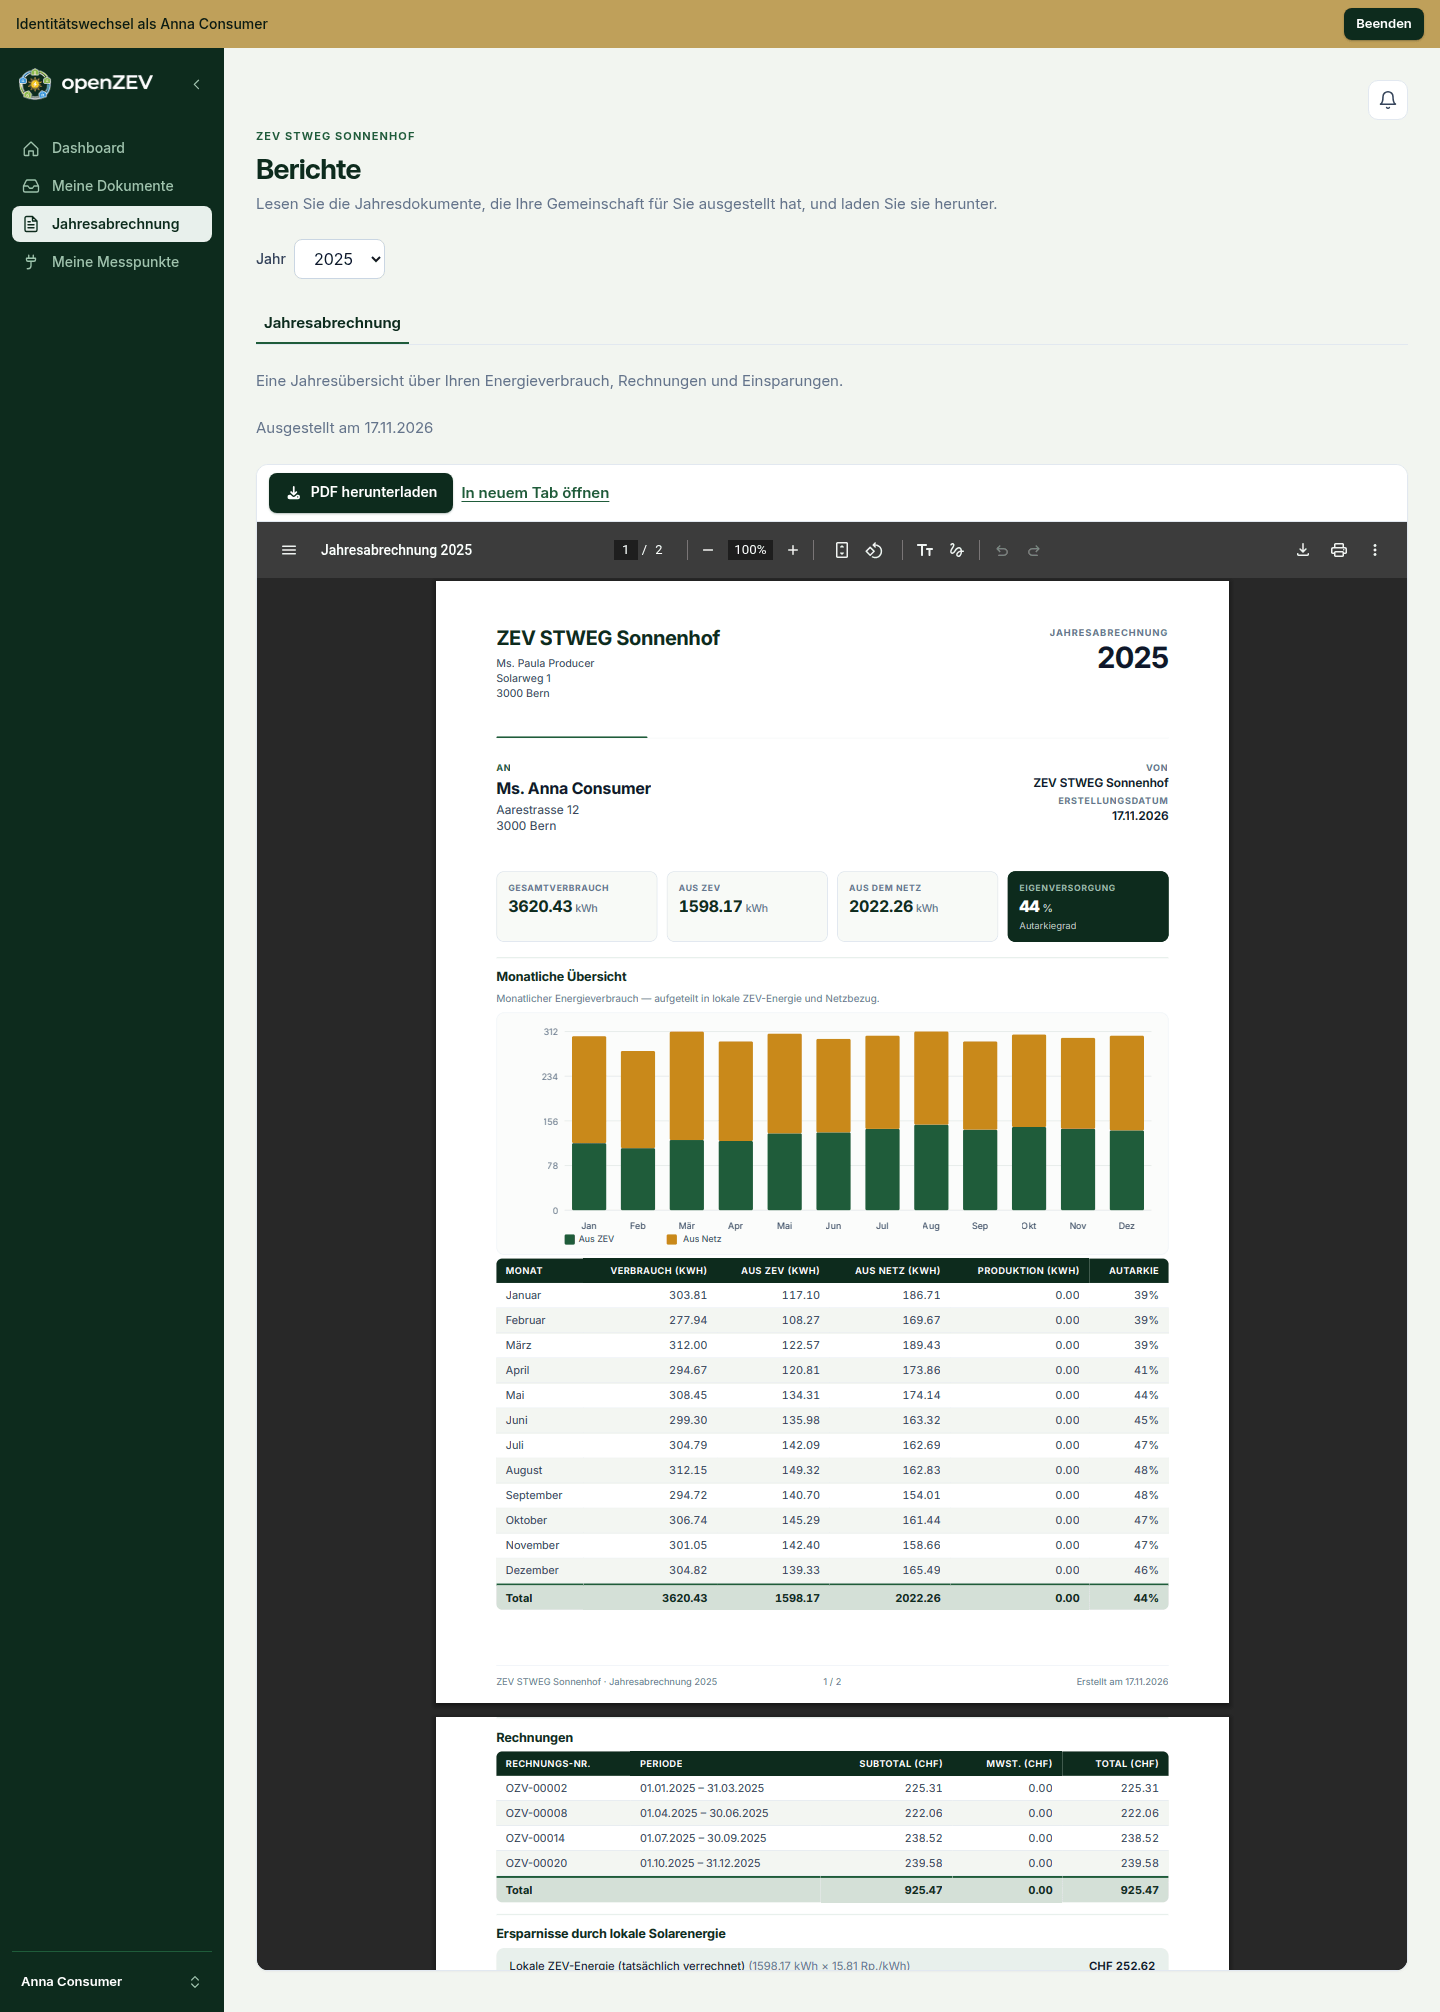 Identitätswechsel als Anna Consumer
Beenden
openZEV
Dashboard
Meine Dokumente
Jahresabrechnung
Meine Messpunkte
ZEV STWEG SONNENHOF
Berichte
Lesen Sie die Jahresdokumente, die Ihre Gemeinschaft für Sie ausgestellt hat, und laden Sie sie herunter.
Jahr 2025
Jahresabrechnung
Eine Jahresübersicht über Ihren Energieverbrauch, Rechnungen und Einsparungen.
Ausgestellt am 17.11.2026
PDF herunterladen In neuem Tab öffnen
Jahresabrechnung 2025 1 / 2 100%
ZEV STWEG Sonnenhof
Ms. Paula Producer
Solarweg 1
3000 Bern
JAHRESABRECHNUNG
2025
AN
Ms. Anna Consumer
Aarestrasse 12
3000 Bern
VON
ZEV STWEG Sonnenhof
ERSTELLUNGSDATUM
17.11.2026
GESAMTVERBRAUCH
3620.43 kWh
AUS ZEV
1598.17 kWh
AUS DEM NETZ
2022.26 kWh
EIGENVERSORGUNG
44 %
Autarkiegrad
Monatliche Übersicht
Monatlicher Energieverbrauch — aufgeteilt in lokale ZEV-Energie und Netzbezug.
312
234
156
78
0
Jan Feb Mär Apr Mai Jun Jul Aug Sep Okt Nov Dez
Aus ZEV Aus Netz
MONAT VERBRAUCH (KWH) AUS ZEV (KWH) AUS NETZ (KWH) PRODUKTION (KWH) AUTARKIE
Januar 303.81 117.10 186.71 0.00 39%
Februar 277.94 108.27 169.67 0.00 39%
März 312.00 122.57 189.43 0.00 39%
April 294.67 120.81 173.86 0.00 41%
Mai 308.45 134.31 174.14 0.00 44%
Juni 299.30 135.98 163.32 0.00 45%
Juli 304.79 142.09 162.69 0.00 47%
August 312.15 149.32 162.83 0.00 48%
September 294.72 140.70 154.01 0.00 48%
Oktober 306.74 145.29 161.44 0.00 47%
November 301.05 142.40 158.66 0.00 47%
Dezember 304.82 139.33 165.49 0.00 46%
Total 3620.43 1598.17 2022.26 0.00 44%
ZEV STWEG Sonnenhof · Jahresabrechnung 2025 1 / 2 Erstellt am 17.11.2026
Rechnungen
RECHNUNGS-NR. PERIODE SUBTOTAL (CHF) MWST. (CHF) TOTAL (CHF)
OZV-00002 01.01.2025 – 31.03.2025 225.31 0.00 225.31
OZV-00008 01.04.2025 – 30.06.2025 222.06 0.00 222.06
OZV-00014 01.07.2025 – 30.09.2025 238.52 0.00 238.52
OZV-00020 01.10.2025 – 31.12.2025 239.58 0.00 239.58
Total 925.47 0.00 925.47
Ersparnisse durch lokale Solarenergie
Lokale ZEV-Energie (tatsächlich verrechnet) (1598.17 kWh × 15.81 Rp./kWh) CHF 252.62
Anna Consumer